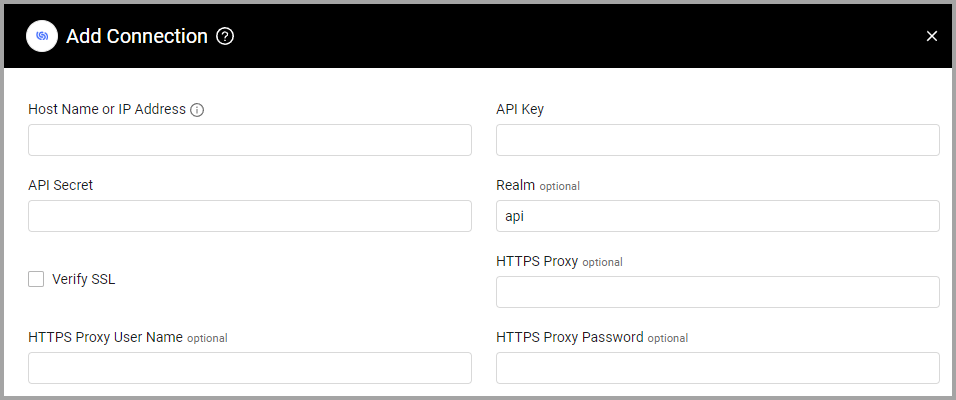 Add Connection ?
Host Name or IP Address
API Key
API Secret
Realm optional
api
Verify SSL
HTTPS Proxy optional
HTTPS Proxy User Name optional
HTTPS Proxy Password optional